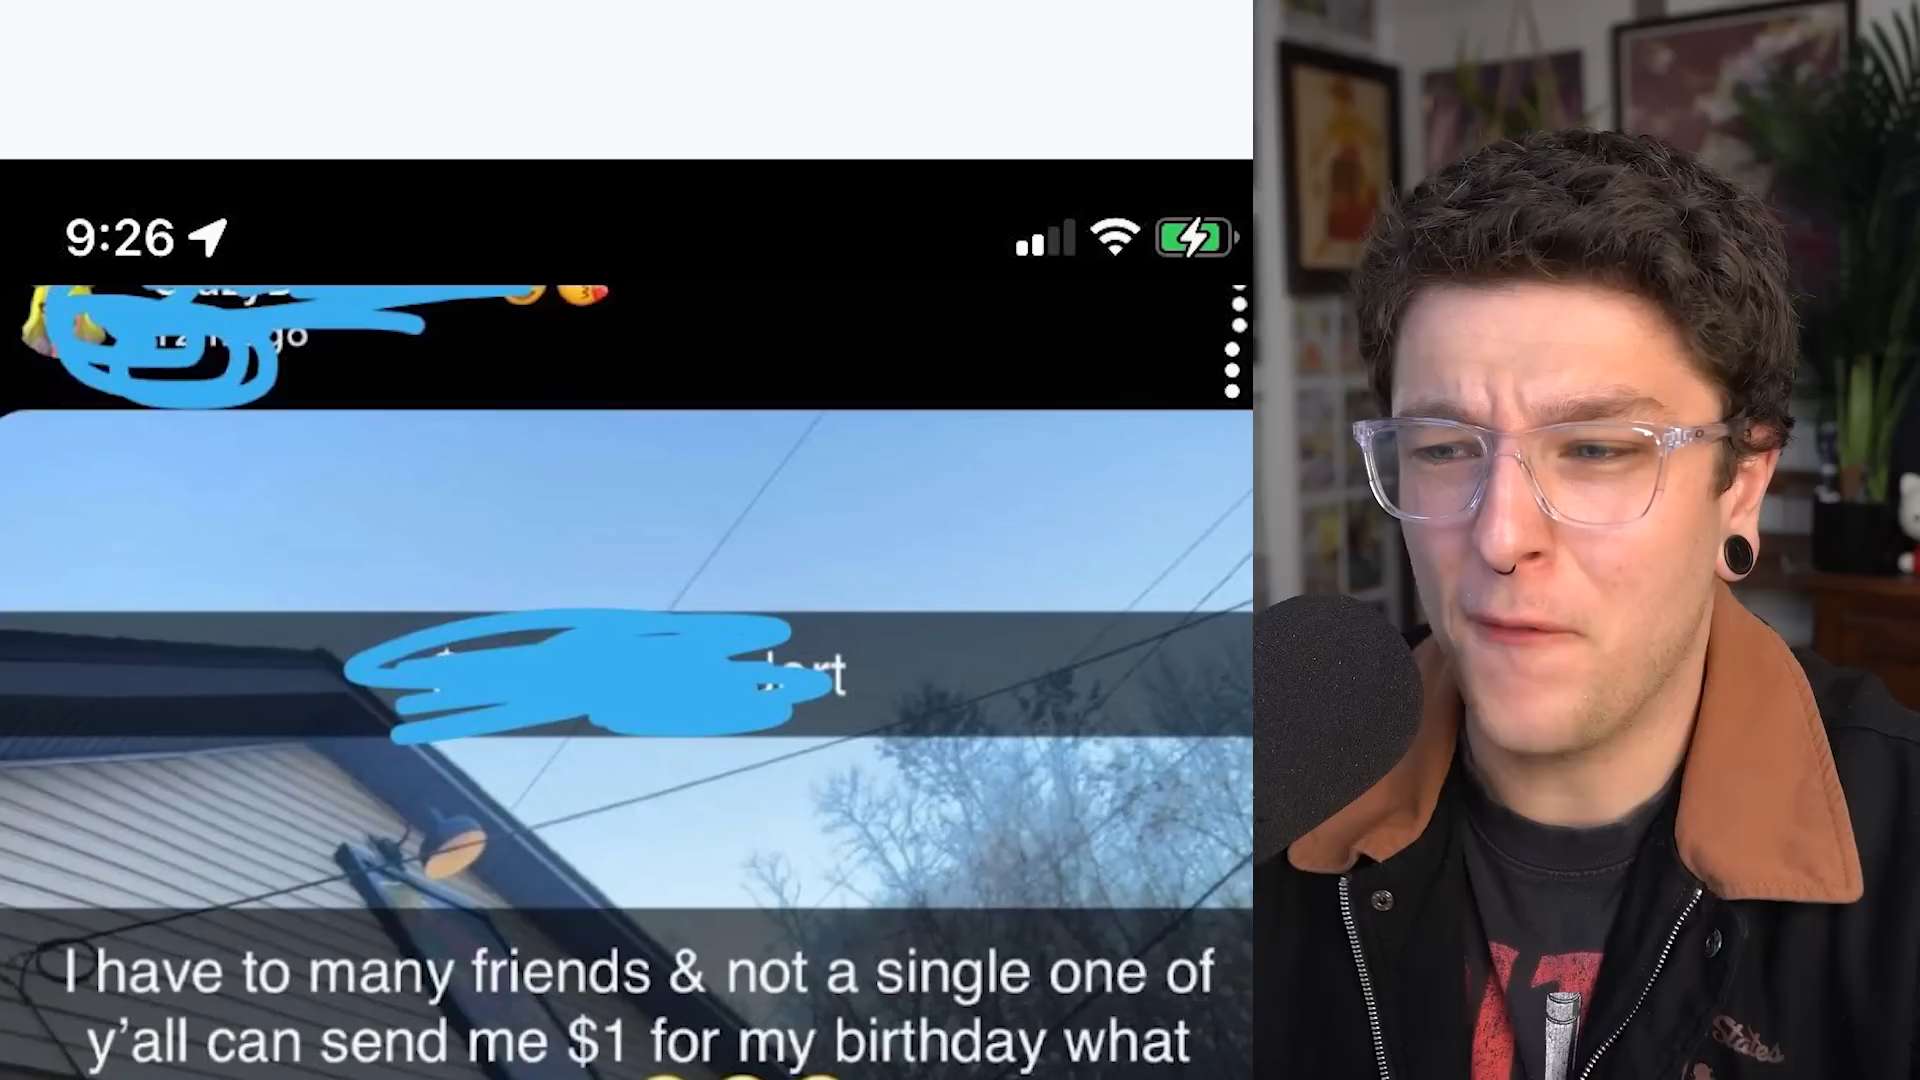 9:26
I have to many friends & not a single one of
y’all can send me $1 for my birthday what
States